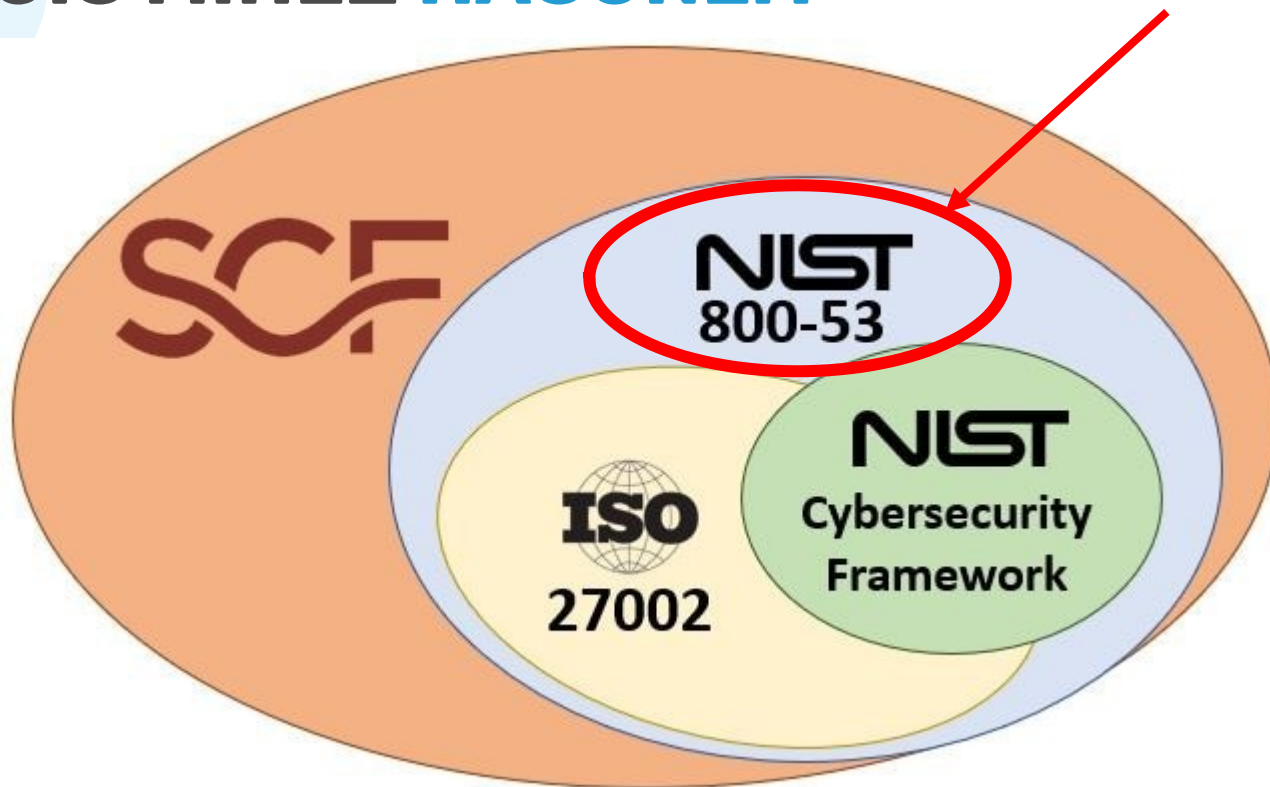 SCF
NIST
800-53
NIST
Cybersecurity
Framework
ISO
27002